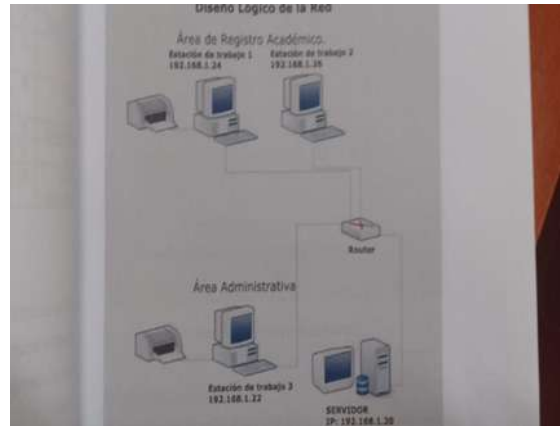 Diseño Lógico de la Red
Área de Registro Académico.
Estación de trabajo 1
192.168.1.24
Estación de trabajo 2
192.168.1.26
Router
Área Administrativa
Estación de trabajo 3
192.168.1.22
SERVIDOR
IP: 192.168.1.20